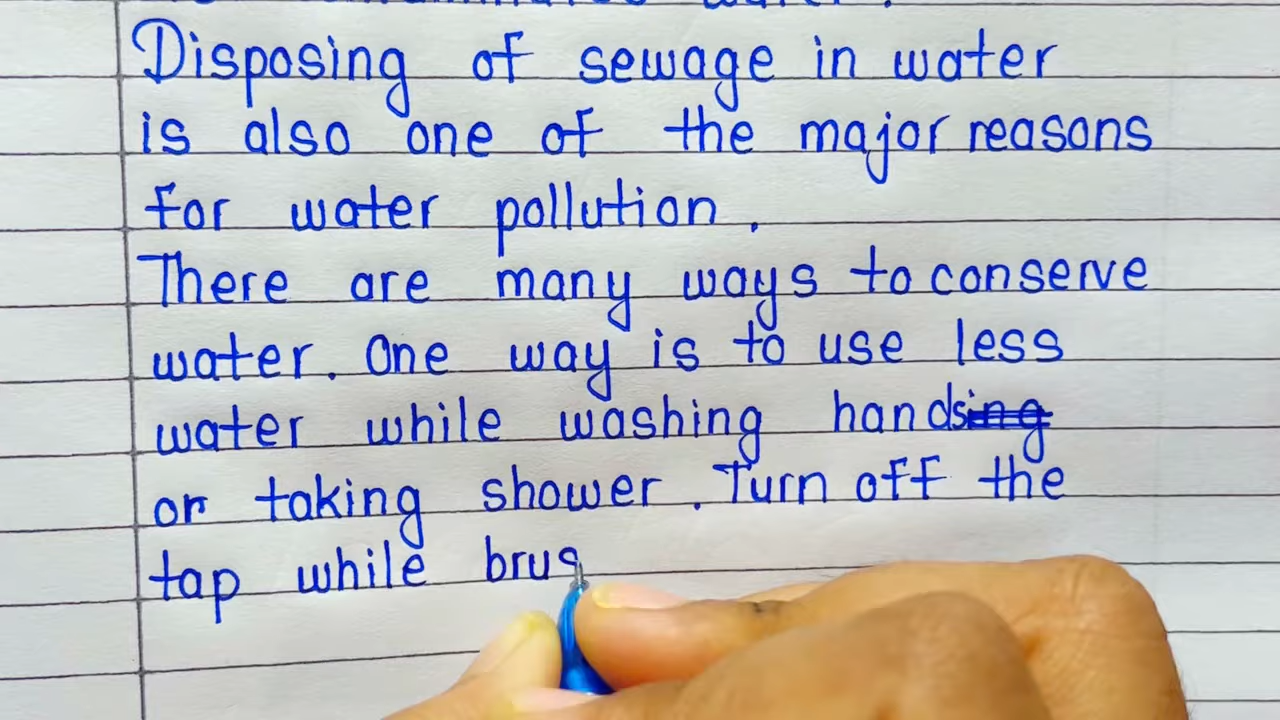 water.
Disposing of sewage in water
is also one of the major reasons
for water pollution.
There are many ways to conserve
water. One way is to use less
water while washing hands
or taking shower. Turn off the
tap while brus